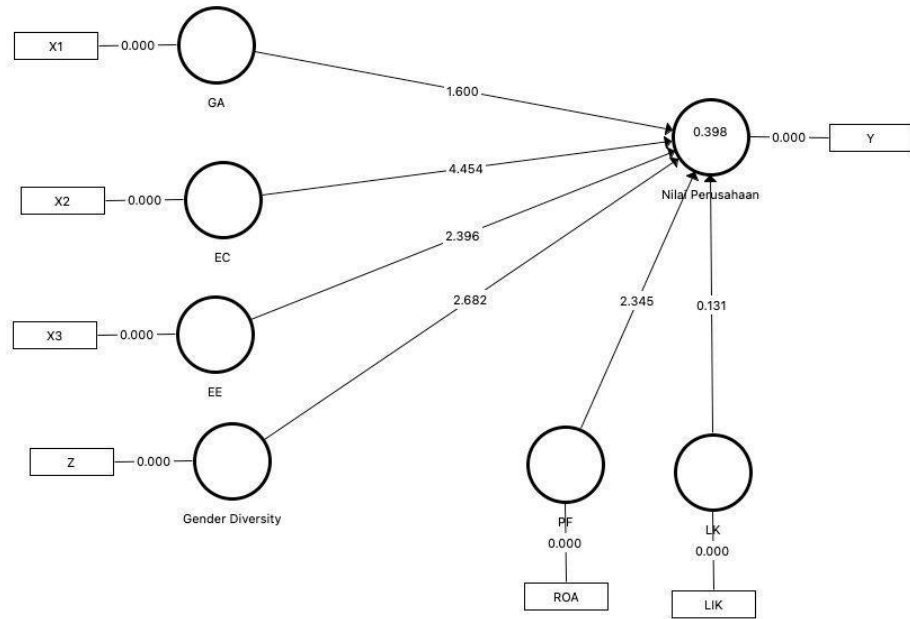 X1
0.000
GA
1.600
0.398
0.000
Y
Nilai Perusahaan
X2
0.000
EC
4.454
2.396
X3
0.000
EE
2.682
2.345
0.131
Z
0.000
Gender Diversity
PF
0.000
ROA
LK
0.000
LIK